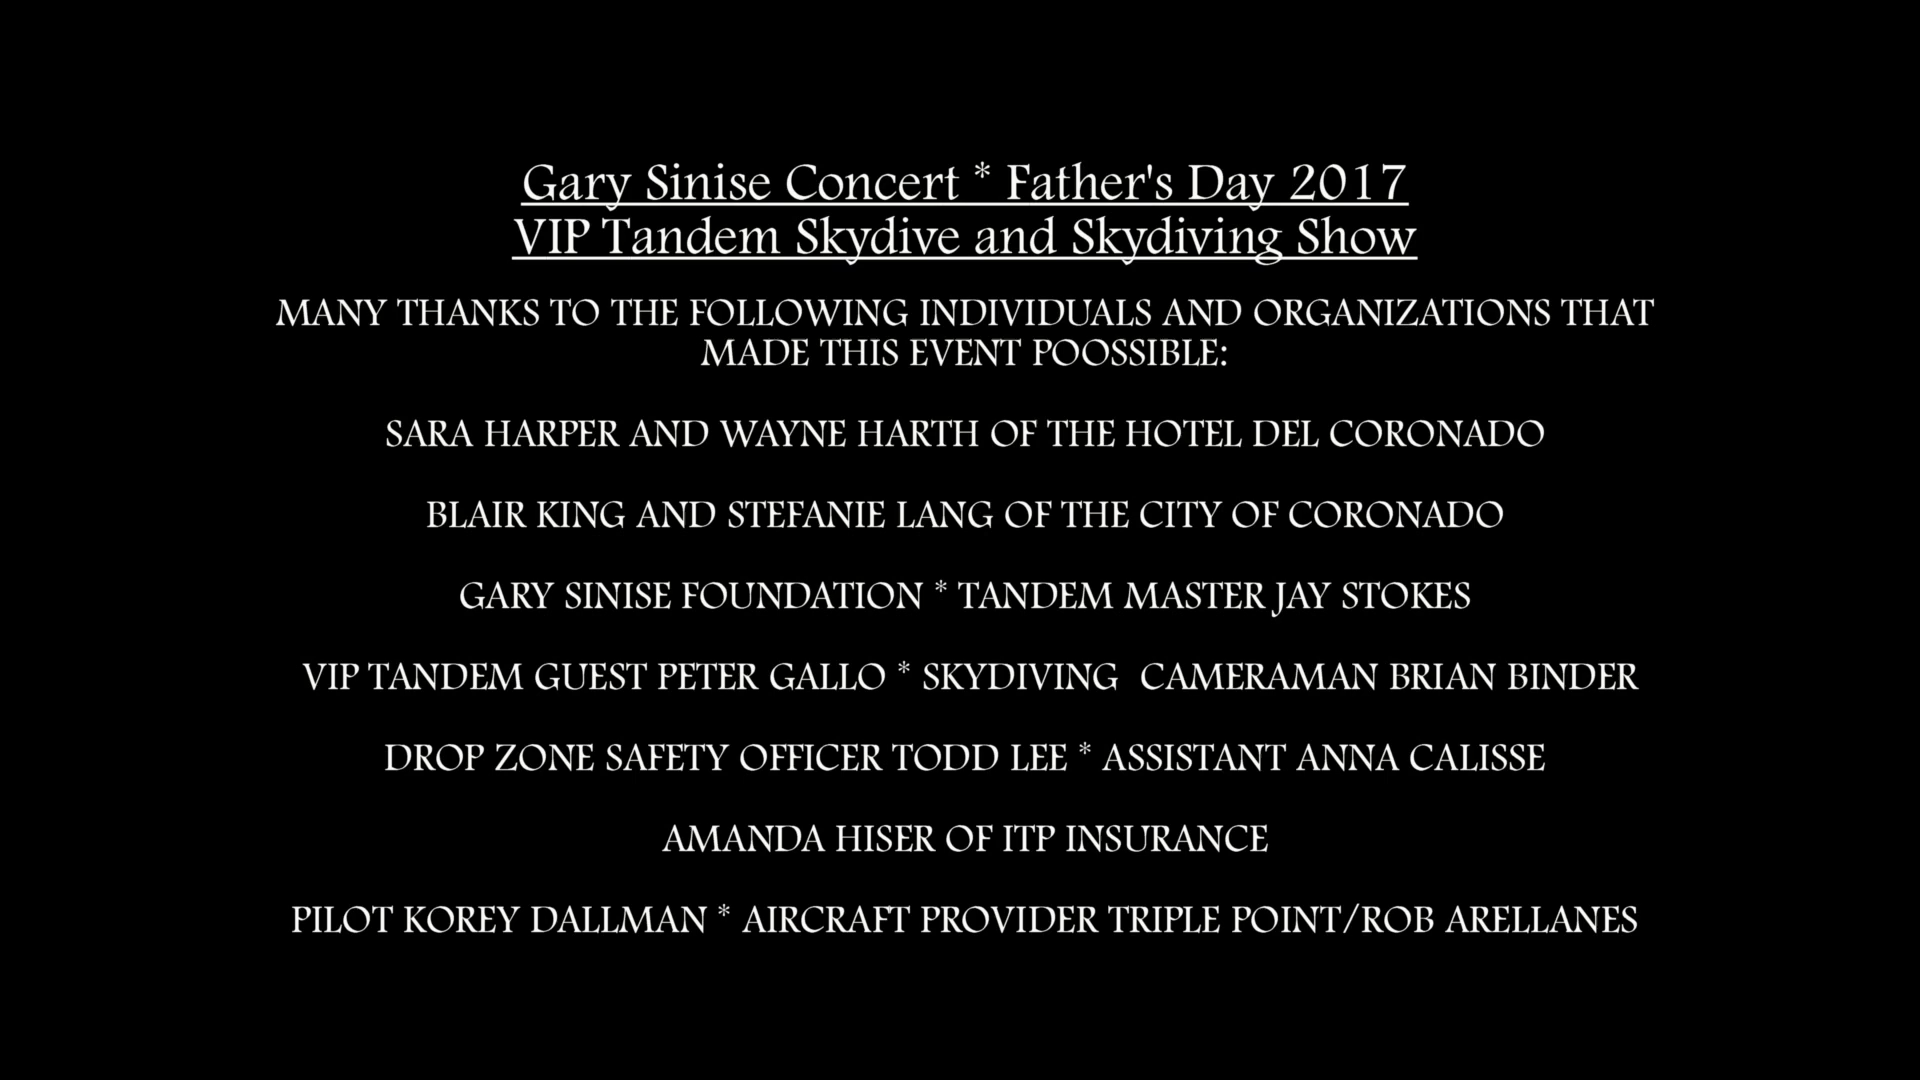 Gary Sinise Concert * Father's Day 2017
VIP Tandem Skydive and Skydiving Show
MANY THANKS TO THE FOLLOWING INDIVIDUALS AND ORGANIZATIONS THAT
MADE THIS EVENT POOSSIBLE:
SARA HARPER AND WAYNE HARTH OF THE HOTEL DEL CORONADO
BLAIR KING AND STEFANIE LANG OF THE CITY OF CORONADO
GARY SINISE FOUNDATION * TANDEM MASTER JAY STOKES
VIP TANDEM GUEST PETER GALLO * SKYDIVING  CAMERAMAN BRIAN BINDER
DROP ZONE SAFETY OFFICER TODD LEE * ASSISTANT ANNA CALISSE
AMANDA HISER OF ITP INSURANCE
PILOT KOREY DALLMAN * AIRCRAFT PROVIDER TRIPLE POINT/ROB ARELLANES